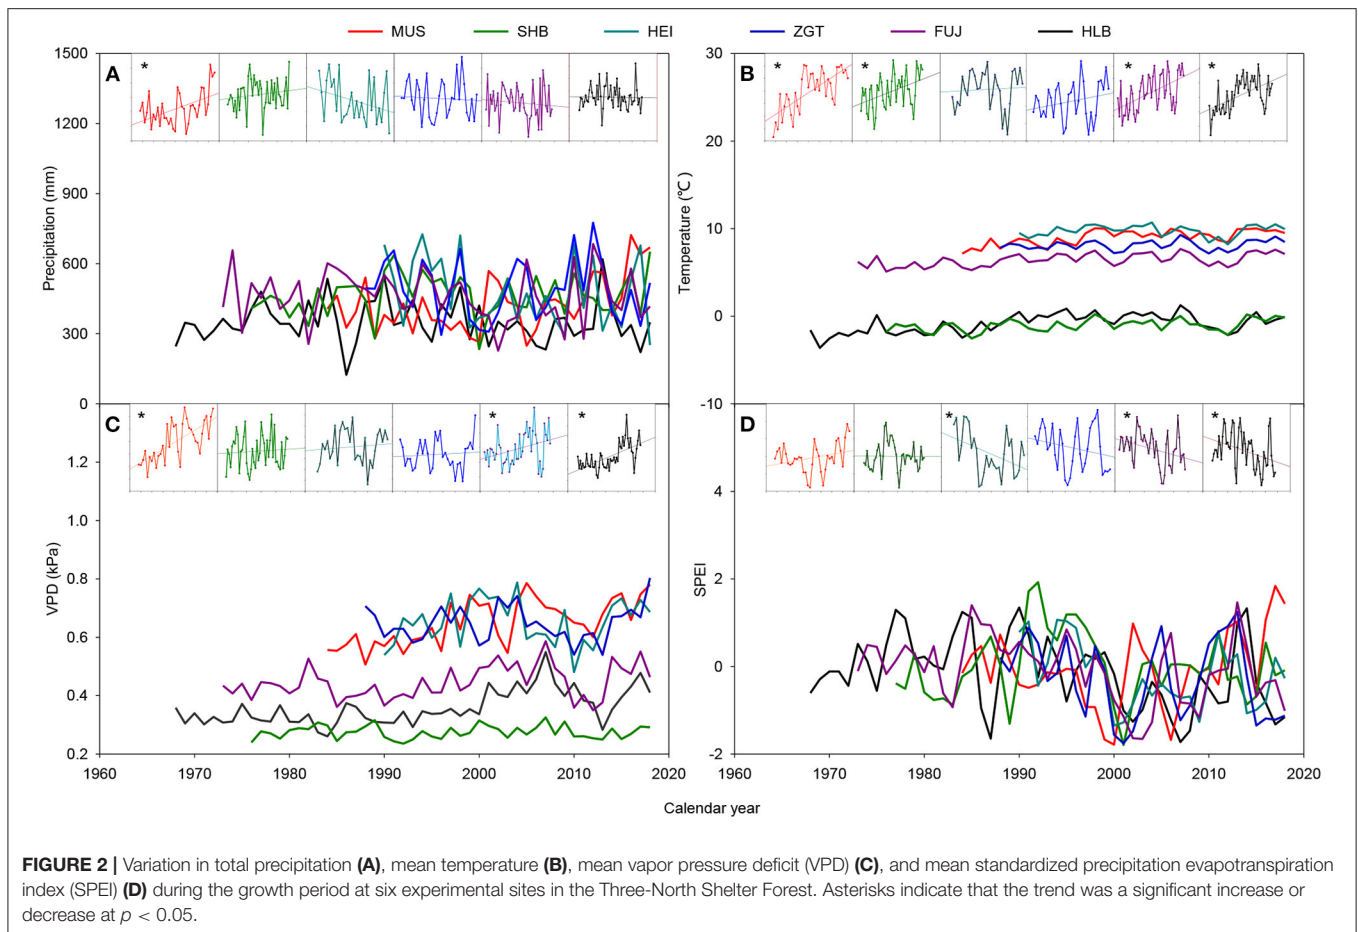 MUS SHB HEI ZGT FUJ HLB
A
* 
1500
1200
900
600
300
0
Precipitation (mm)
B
* * * *
30
20
10
0
-10
Temperature (℃)
C
* * *
1.2
1.0
0.8
0.6
0.4
0.2
VPD (kPa)
1960 1970 1980 1990 2000 2010 2020
D
* * *
4
2
0
-2
SPEI
1960 1970 1980 1990 2000 2010 2020
Calendar year
FIGURE 2 | Variation in total precipitation (A), mean temperature (B), mean vapor pressure deficit (VPD) (C), and mean standardized precipitation evapotranspiration
index (SPEI) (D) during the growth period at six experimental sites in the Three-North Shelter Forest. Asterisks indicate that the trend was a significant increase or
decrease at p < 0.05.